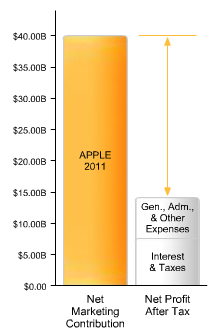 $40.00B
$35.00B
$30.00B
$25.00B
$20.00B
$15.00B
$10.00B
$5.00B
$0.00
APPLE
2011
Gen., Adm.,
& Other
Expenses
Interest
& Taxes
Net
Marketing
Contribution
Net Profit
After Tax